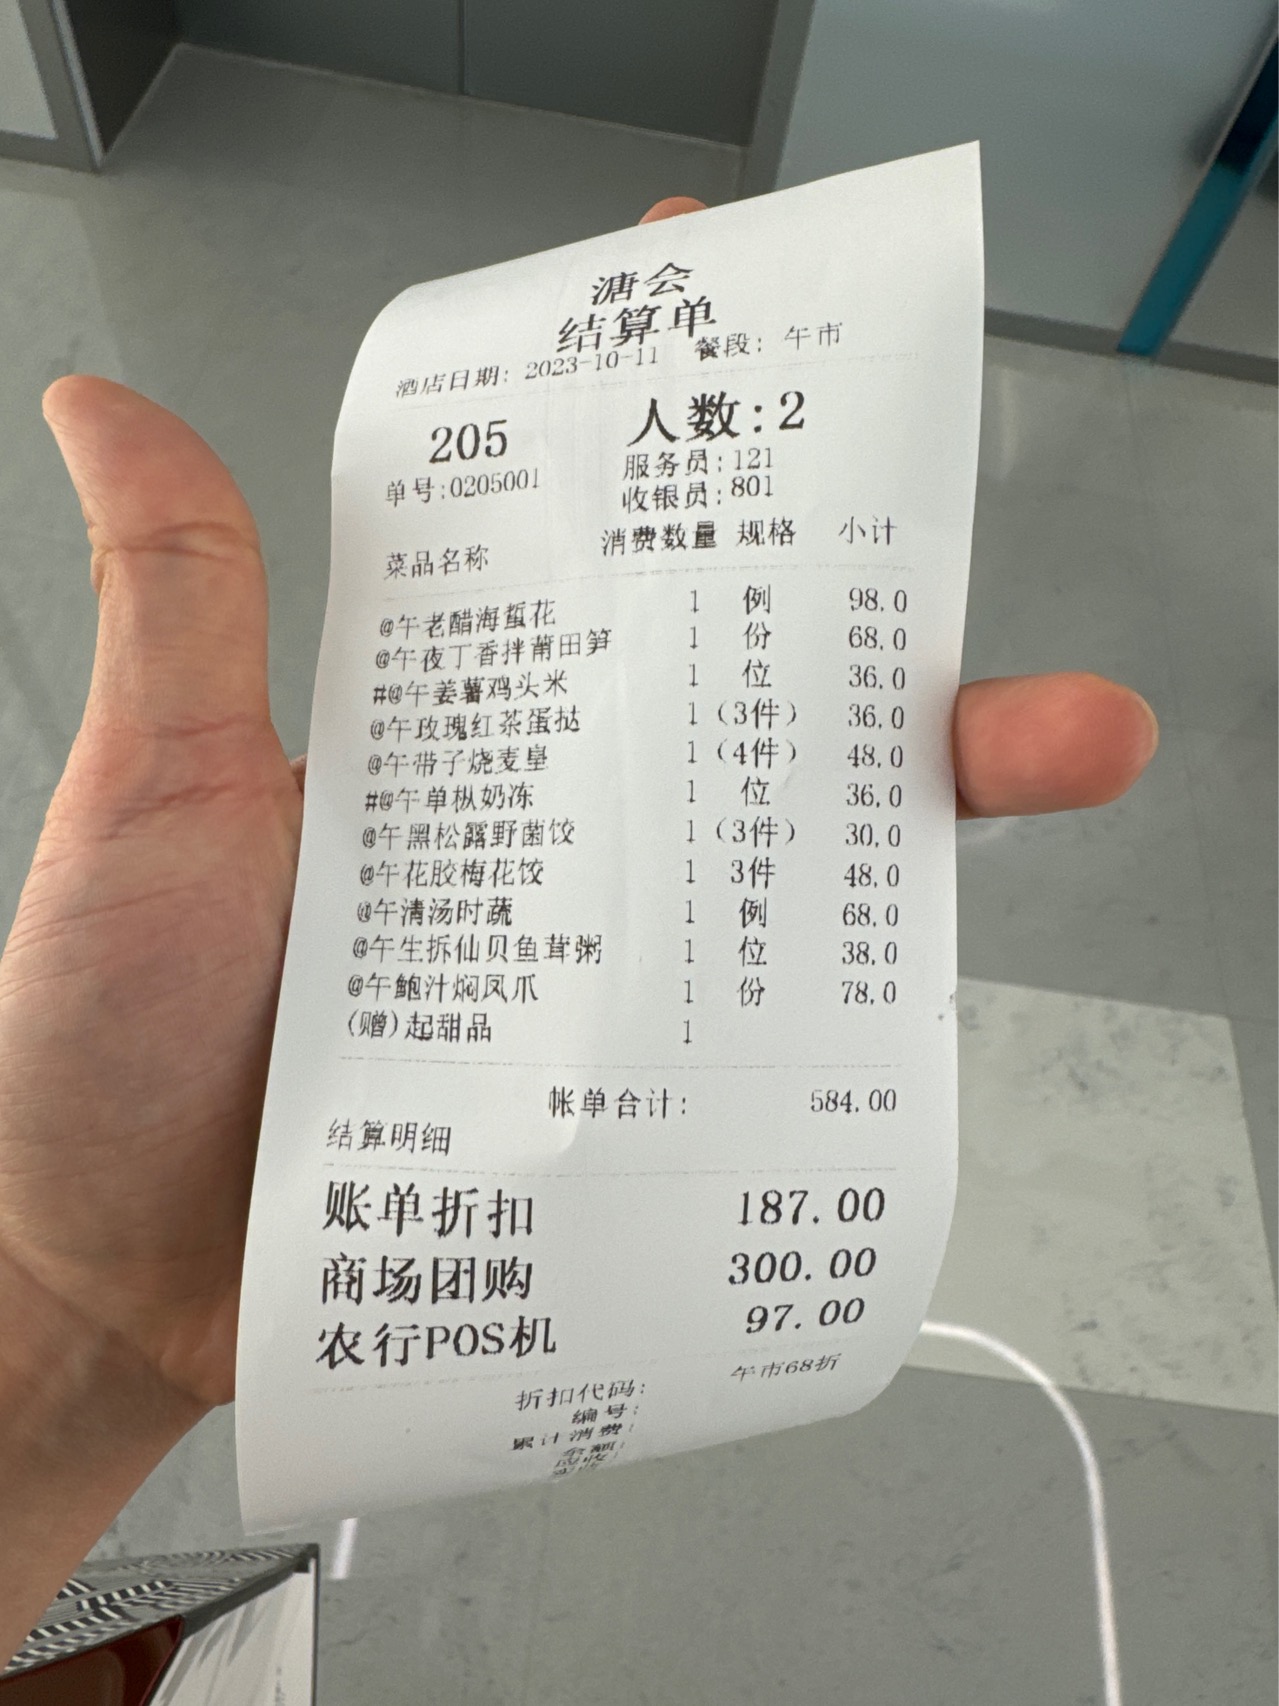 溏会
结算单
酒店日期: 2023-10-11 餐段: 午市
205 人数:2
单号:0205001 服务员:121
收银员:801
菜品名称 消费数量 规格 小计
@午老醋海蜇花 1 例 98.0
@午夜丁香拌莆田笋 1 份 68.0
#@午姜薯鸡头米 1 位 36.0
@午玫瑰红茶蛋挞 1 (3件) 36.0
@午带子烧麦皇 1 (4件) 48.0
#@午单枞奶冻 1 位 36.0
@午黑松露野菌饺 1 (3件) 30.0
@午花胶梅花饺 1 3件 48.0
@午清汤时蔬 1 例 68.0
@午生拆仙贝鱼茸粥 1 位 38.0
@午鲍汁焖凤爪 1 份 78.0
(赠)起甜品 1
帐单合计: 584.00
结算明细
账单折扣 187.00
商场团购 300.00
农行POS机 97.00
折扣代码: 午市68折
编号:
累计消费:
余额:
应收: